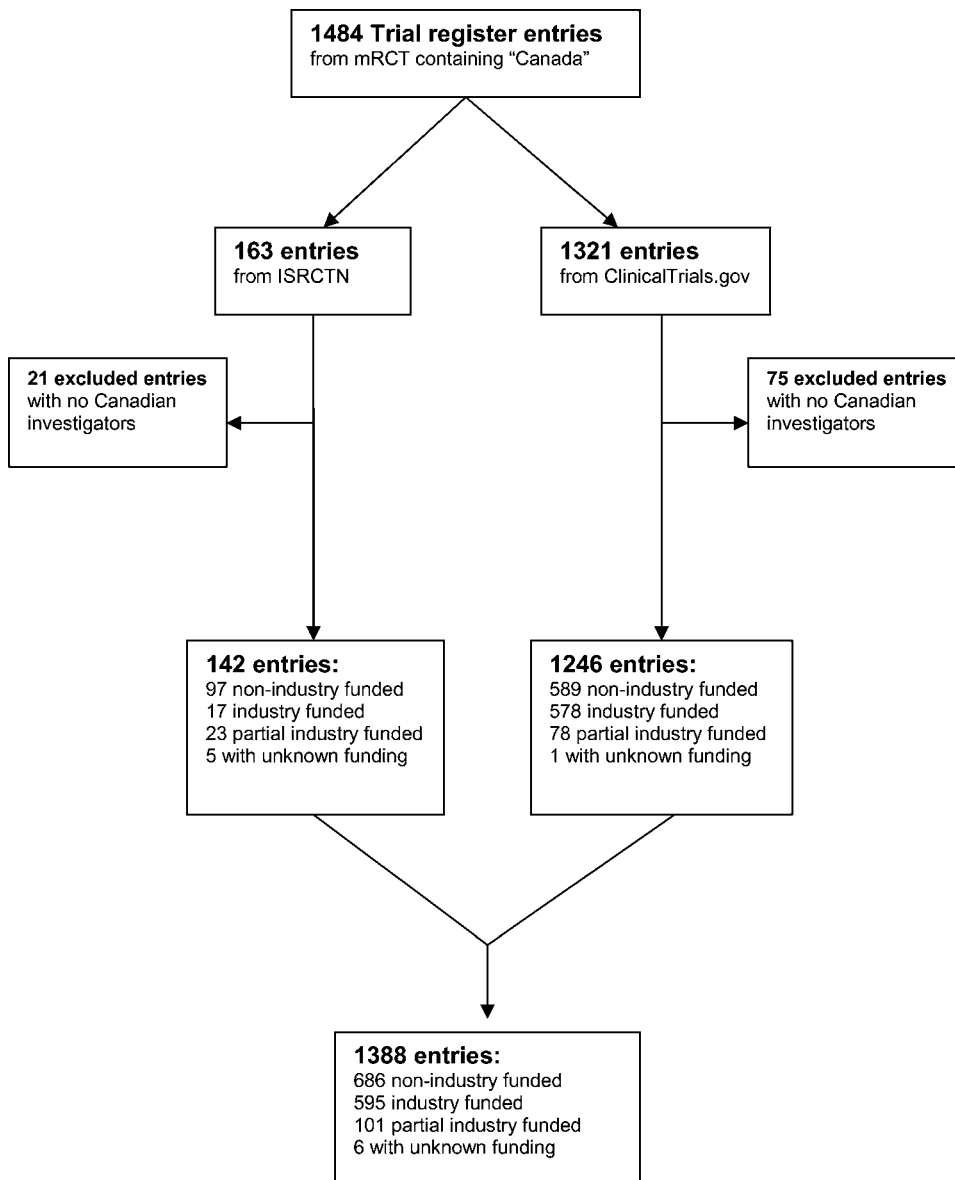 1484 Trial register entries
from mRCT containing “Canada”
163 entries
from ISRCTN
1321 entries
from ClinicalTrials.gov
21 excluded entries
with no Canadian
investigators
75 excluded entries
with no Canadian
investigators
142 entries:
97 non-industry funded
17 industry funded
23 partial industry funded
5 with unknown funding
1246 entries:
589 non-industry funded
578 industry funded
78 partial industry funded
1 with unknown funding
1388 entries:
686 non-industry funded
595 industry funded
101 partial industry funded
6 with unknown funding